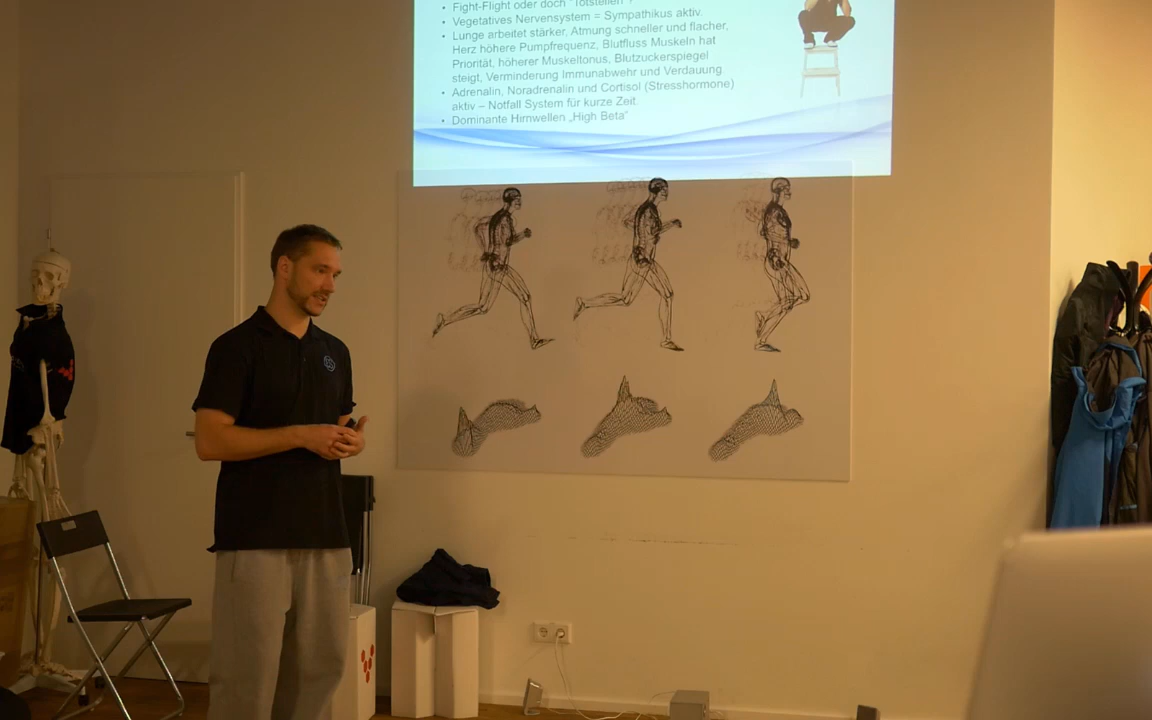 • Fight-Flight oder doch "Totstellen"?
• Vegetatives Nervensystem = Sympathikus aktiv.
• Lunge arbeitet stärker, Atmung schneller und flacher,
Herz höhere Pumpfrequenz, Blutfluss Muskeln hat
Priorität, höherer Muskeltonus, Blutzuckerspiegel
steigt, Verminderung Immunabwehr und Verdauung
• Adrenalin, Noradrenalin und Cortisol (Stresshormone)
aktiv – Notfall System für kurze Zeit
• Dominante Hirnwellen „High Beta"